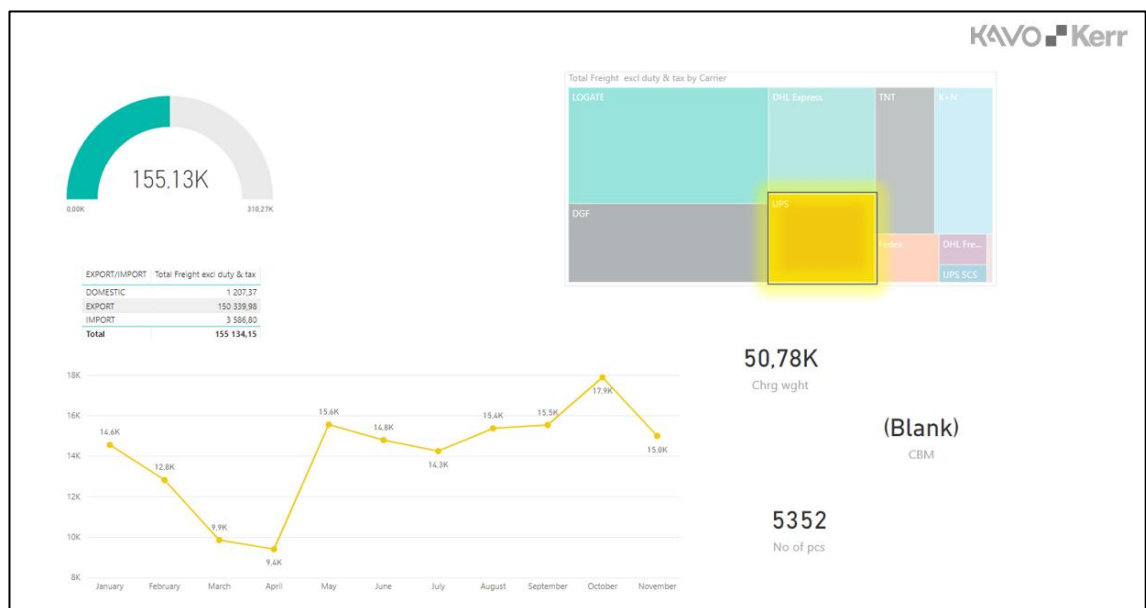 KAVO Kerr
Total Freight excl duty & tax by Carrier
LOGATE
DHL Express
TNT
K+N
DGF
UPS
Fedex
DHL Fre...
UPS SCS
155,13K
0,00K
310,27K
EXPORT/IMPORT Total Freight excl duty & tax
DOMESTIC 1 207,37
EXPORT 150 339,98
IMPORT 3 586,80
Total 155 134,15
50,78K
Chrg wght
(Blank)
CBM
5352
No of pcs
18K
16K
14K
12K
10K
8K
14,6K
12,8K
9,9K
9,4K
15,6K
14,8K
14,3K
15,4K
15,5K
17,9K
15,0K
January February March April May June July August September October November